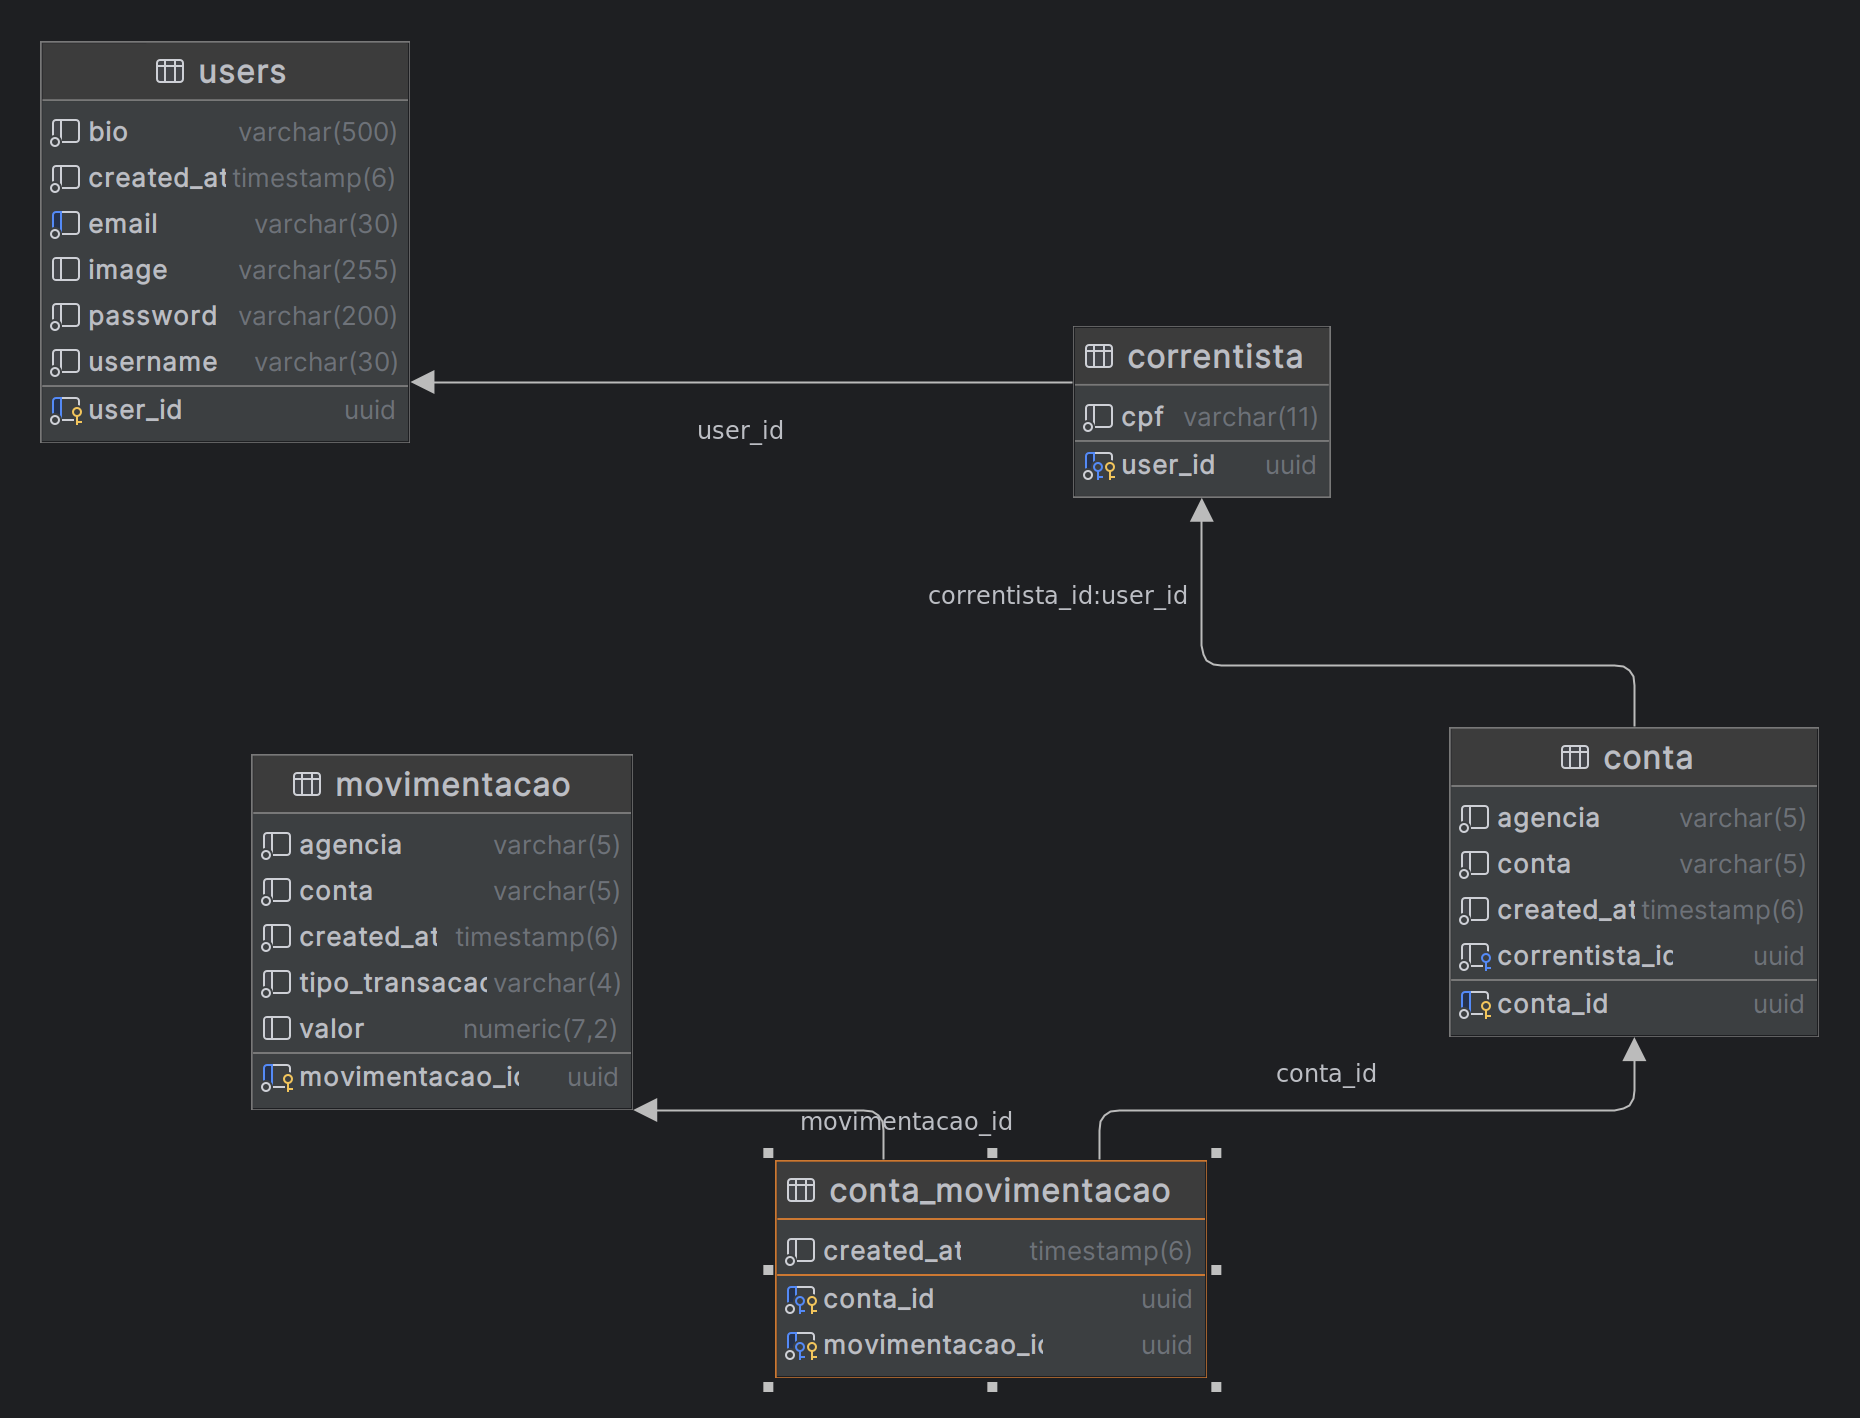 users
bio varchar(500)
created_at timestamp(6)
email varchar(30)
image varchar(255)
password varchar(200)
username varchar(30)
user_id uuid
user_id
correntista
cpf varchar(11)
user_id uuid
correntista_id:user_id
conta
agencia varchar(5)
conta varchar(5)
created_at timestamp(6)
correntista_id uuid
conta_id uuid
movimentacao
agencia varchar(5)
conta varchar(5)
created_at timestamp(6)
tipo_transacac varchar(4)
valor numeric(7,2)
movimentacao_id uuid
conta_id
movimentacao_id
conta_movimentacao
created_at timestamp(6)
conta_id uuid
movimentacao_id uuid